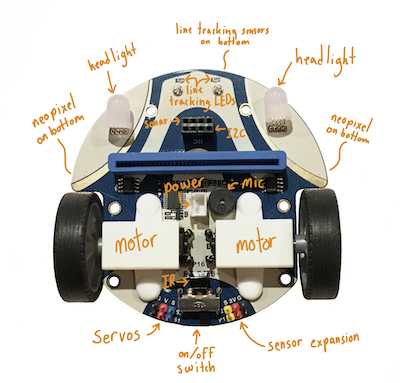 line tracking sensors
on bottom
headlight
headlight
line
tracking LEDs
neopixel
on bottom
neopixel
on bottom
Sonar
I2C
power
Mic
motor
motor
IR
P16
Servos
on/off
switch
sensor expansion